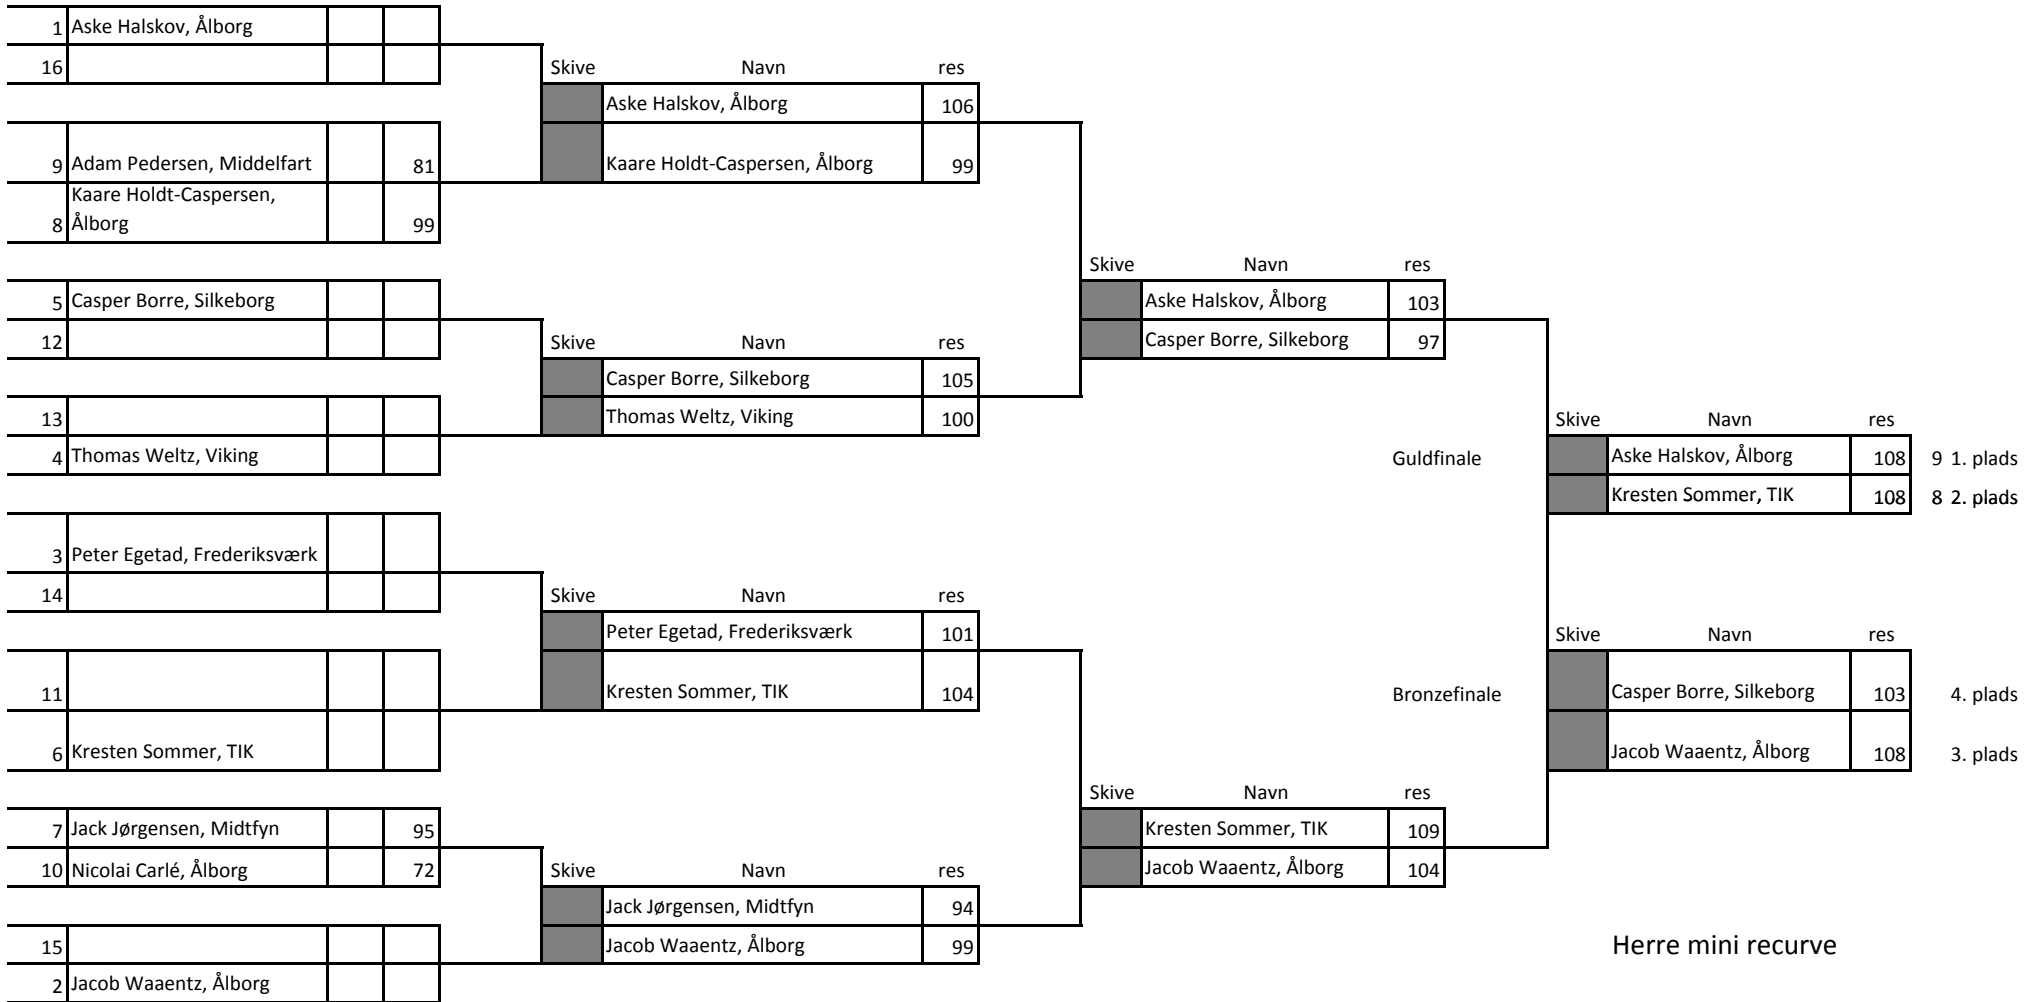 1 Aske Halskov, Ålborg
16
Skive Navn res
Aske Halskov, Ålborg 106
Kaare Holdt-Caspersen, Ålborg 99
9 Adam Pedersen, Middelfart 81
Kaare Holdt-Caspersen,
8 Ålborg 99
Skive Navn res
Aske Halskov, Ålborg 103
Casper Borre, Silkeborg 97
5 Casper Borre, Silkeborg
12
Skive Navn res
Casper Borre, Silkeborg 105
Thomas Weltz, Viking 100
13
4 Thomas Weltz, Viking
Skive Navn res
Guldfinale
Aske Halskov, Ålborg 108 9 1. plads
Kresten Sommer, TIK 108 8 2. plads
3 Peter Egetad, Frederiksværk
14
Skive Navn res
Peter Egetad, Frederiksværk 101
Kresten Sommer, TIK 104
11
6 Kresten Sommer, TIK
Skive Navn res
Bronzefinale
Casper Borre, Silkeborg 103 4. plads
Jacob Waaentz, Ålborg 108 3. plads
Skive Navn res
Kresten Sommer, TIK 109
Jacob Waaentz, Ålborg 104
7 Jack Jørgensen, Midtfyn 95
10 Nicolai Carlé, Ålborg 72
Skive Navn res
Jack Jørgensen, Midtfyn 94
Jacob Waaentz, Ålborg 99
15
2 Jacob Waaentz, Ålborg
Herre mini recurve